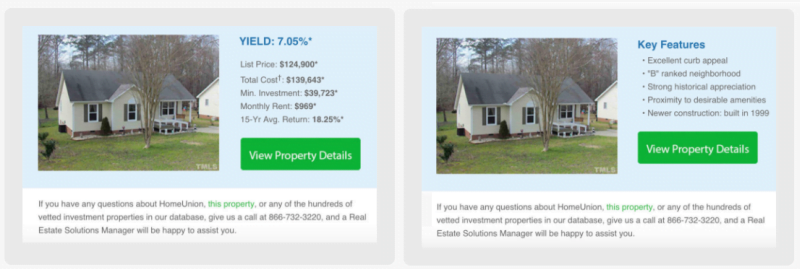 YIELD: 7.05%*
List Price: $124,900*
Total Cost†: $139,643*
Min. Investment: $39,723*
Monthly Rent: $969*
15-Yr Avg. Return: 18.25%*
View Property Details
TMLS
If you have any questions about HomeUnion, this property, or any of the hundreds of
vetted investment properties in our database, give us a call at 866-732-3220, and a Real
Estate Solutions Manager will be happy to assist you.
Key Features
• Excellent curb appeal
• "B" ranked neighborhood
• Strong historical appreciation
• Proximity to desirable amenities
• Newer construction: built in 1999
View Property Details
TMLS
If you have any questions about HomeUnion, this property, or any of the hundreds of
vetted investment properties in our database, give us a call at 866-732-3220, and a Real
Estate Solutions Manager will be happy to assist you.